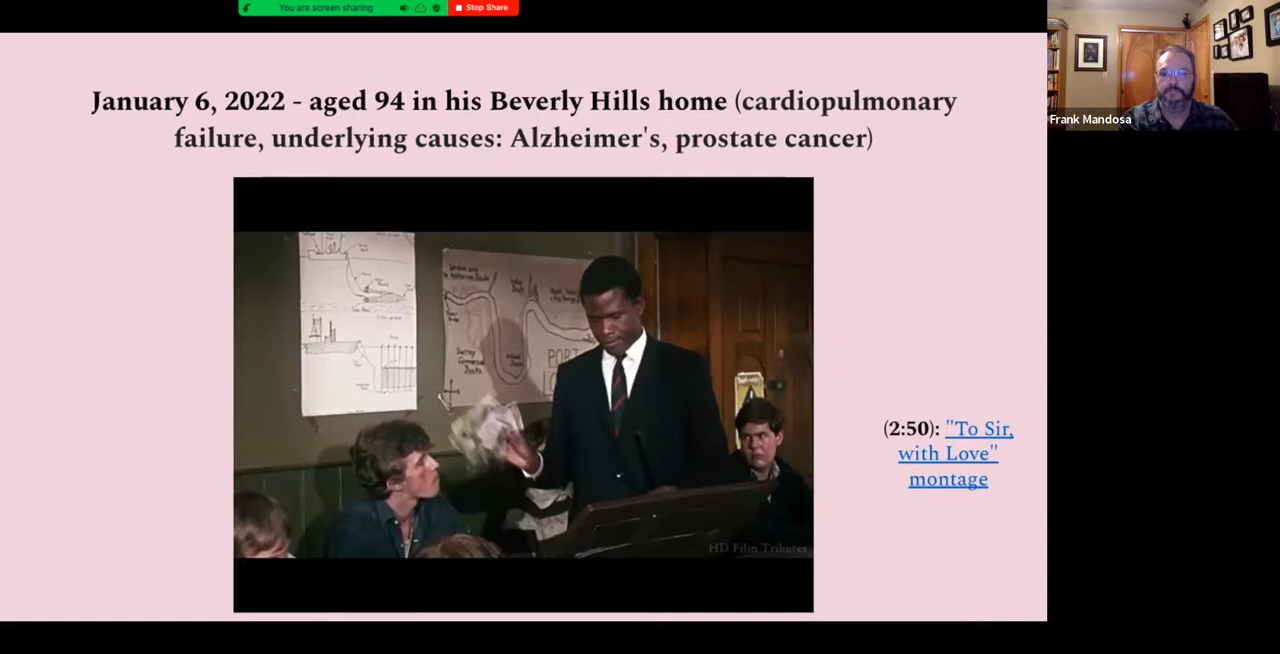 You are screen sharing
Stop Share
January 6, 2022 - aged 94 in his Beverly Hills home (cardiopulmonary
failure, underlying causes: Alzheimer's, prostate cancer)
Frank Mandosa
PORT
(2:50): "To Sir,
with Love"
montage
HD Film Tributes